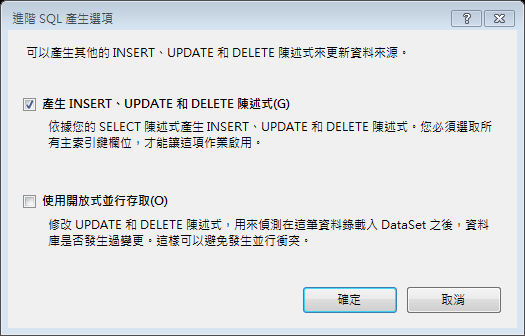 進階 SQL 產生選項
可以產生其他的 INSERT、UPDATE 和 DELETE 陳述式來更新資料來源。
產生 INSERT、UPDATE 和 DELETE 陳述式(G)
依據您的 SELECT 陳述式產生 INSERT、UPDATE 和 DELETE 陳述式。您必須選取所
有主索引鍵欄位，才能讓這項作業啟用。
使用開放式並行存取(O)
修改 UPDATE 和 DELETE 陳述式，用來偵測在這筆資料錄載入 DataSet 之後，資料
庫是否發生過變更。這樣可以避免發生並行衝突。
確定
取消